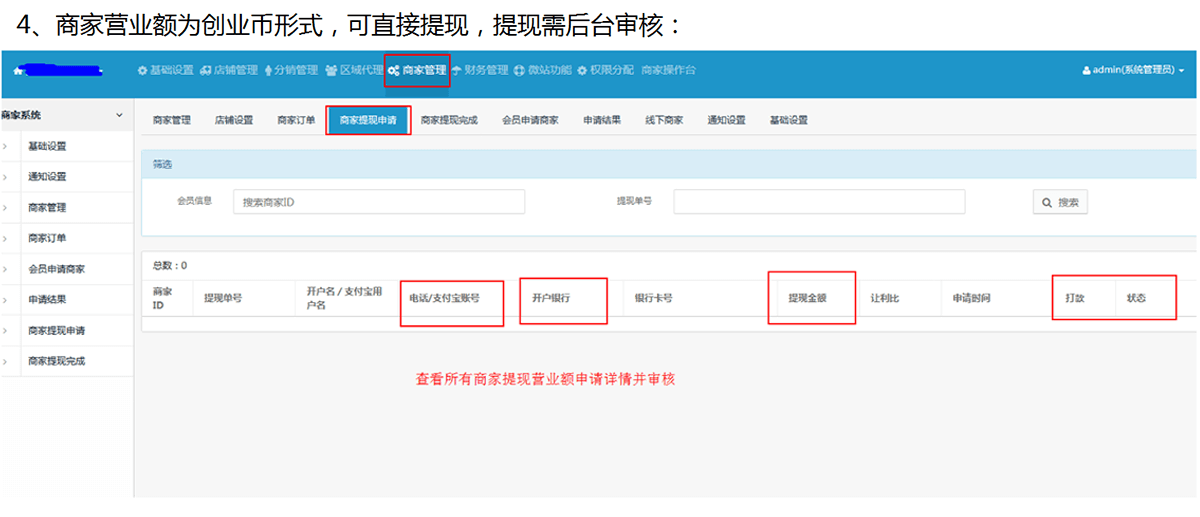 4、商家营业额为创业币形式，可直接提现，提现需后台审核：
基础设置 店铺管理 分销管理 区域代理 商家管理 财务管理 微站功能 权限分配 商家操作台 admin(系统管理员)
商家系统
商家管理 店铺设置 商家订单 商家提现申请 商家提现完成 会员申请商家 申请结果 线下商家 通知设置 基础设置
基础设置
通知设置
商家管理
商家订单
会员申请商家
申请结果
商家提现申请
商家提现完成
筛选
会员信息 搜索商家ID 提现单号 搜索
总数：0
商家ID 提现单号 开户名/支付宝用户名 电话/支付宝账号 开户银行 银行卡号 提现金额 让利比 申请时间 打款 状态
查看所有商家提现营业额申请详情并审核